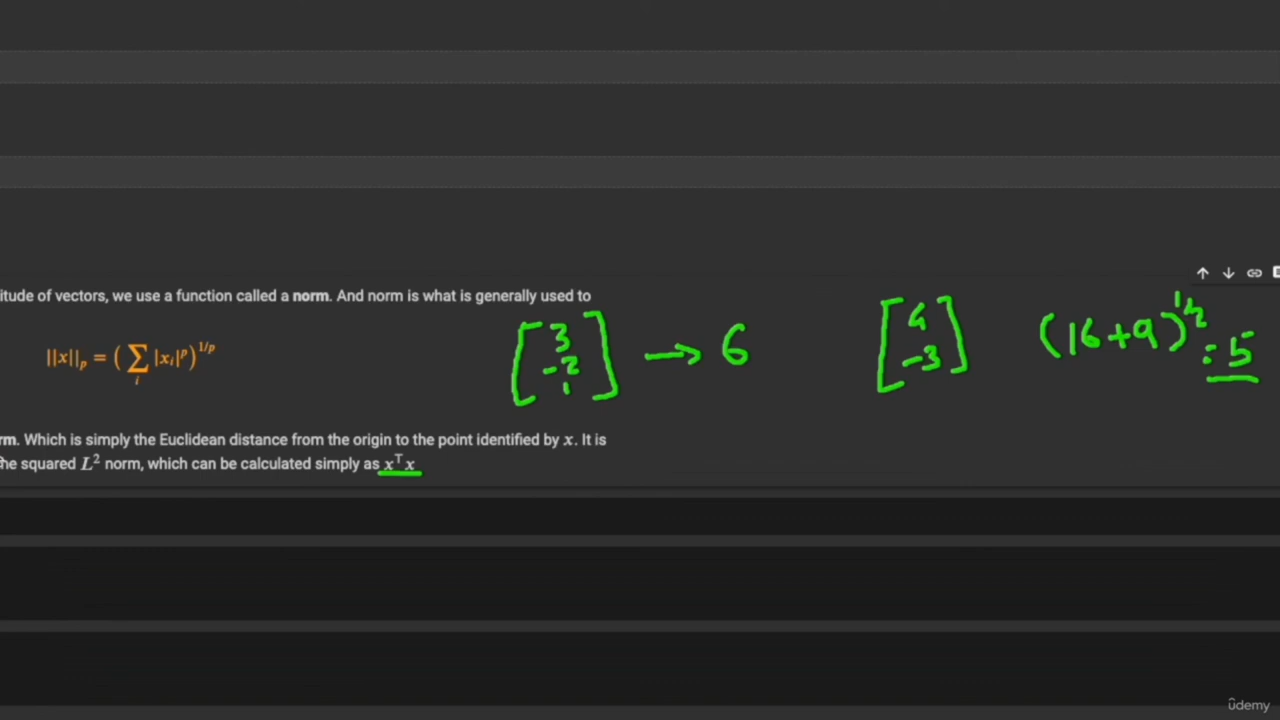 itude of vectors, we use a function called a norm. And norm is what is generally used to
||x||ₚ = (∑ᵢ |xᵢ|ᵖ)^1/p
[3 -2 1] → 6
[4 -3]
(16+9)^1/2 = 5
rm. Which is simply the Euclidean distance from the origin to the point identified by x. It is
he squared L² norm, which can be calculated simply as xᵀx
ûdemy